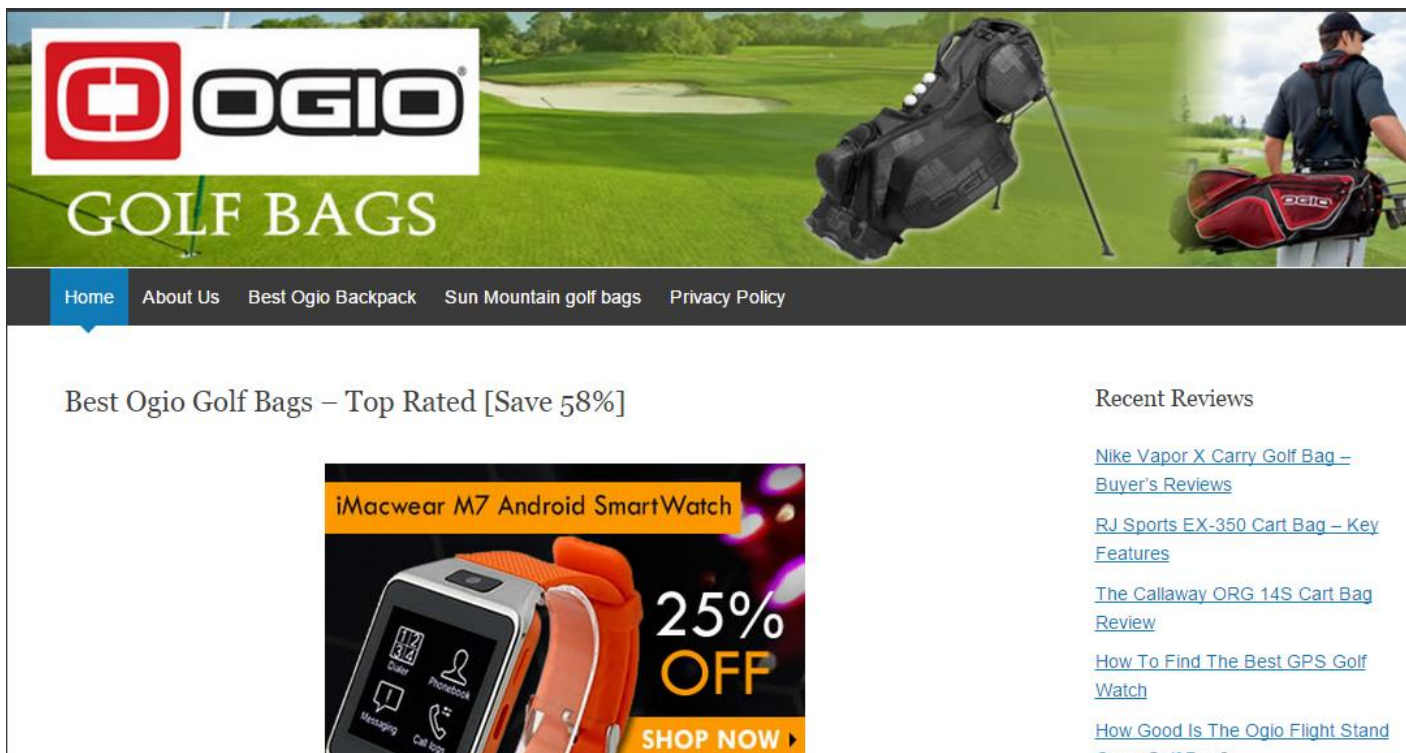 OGIO®
GOLF BAGS
OGIO
OGIO
Home About Us Best Ogio Backpack Sun Mountain golf bags Privacy Policy
Best Ogio Golf Bags – Top Rated [Save 58%]
iMacwear M7 Android SmartWatch
25%
OFF
SHOP NOW
12
34
Dialer
Phonebook
Messaging
Call logs
Recent Reviews
Nike Vapor X Carry Golf Bag –
Buyer's Reviews
RJ Sports EX-350 Cart Bag – Key
Features
The Callaway ORG 14S Cart Bag
Review
How To Find The Best GPS Golf
Watch
How Good Is The Ogio Flight Stand